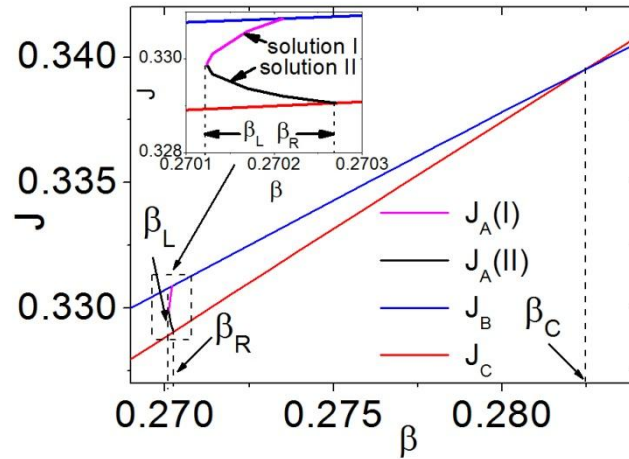 0.340
0.335
0.330
J
0.270
0.275
0.280
β
0.330
0.328
J
0.2701
0.2702
0.2703
β
solution I
solution II
β_L β_R
β_L
β_R
β_C
J_A(I)
J_A(II)
J_B
J_C